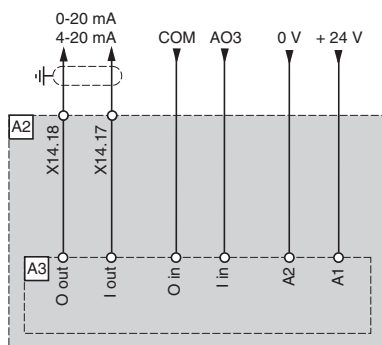 0-20 mA
4-20 mA
COM
AO3
0 V
+ 24 V
A2
X14.18
X14.17
A3
O out
I out
O in
I in
A2
A1